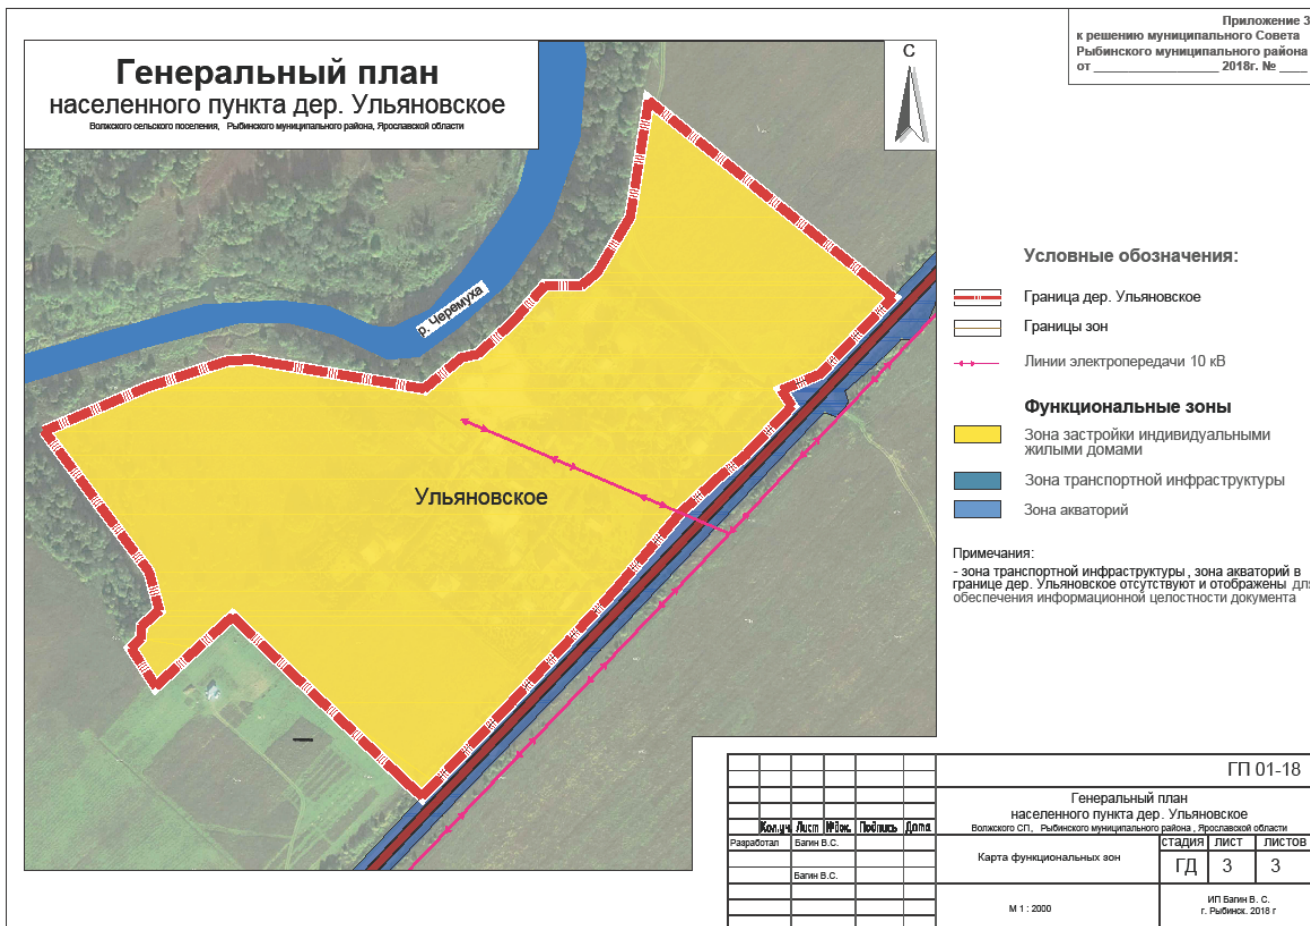 Приложение 3
к решению муниципального Совета
Рыбинского муниципального района
от __________________ 2018г. № ____
Генеральный план
населенного пункта дер. Ульяновское
Волжского сельского поселения, Рыбинского муниципального района, Ярославской области
С
р. Черемуха
Ульяновское
Условные обозначения:
Граница дер. Ульяновское
Границы зон
Линии электропередачи 10 кВ
Функциональные зоны
Зона застройки индивидуальными
жилыми домами
Зона транспортной инфраструктуры
Зона акваторий
Примечания:
- зона транспортной инфраструктуры , зона акваторий в
границе дер. Ульяновское отсутствуют и отображены для
обеспечения информационной целостности документа
ГП 01-18
Генеральный план
населенного пункта дер. Ульяновское
Волжского СП, Рыбинского муниципального района , Ярославской области
Кол.уч Лист №док. Подпись Дата
Разработал Багин В.С.
Багин В.С.
Карта функциональных зон
стадия лист листов
ГД 3 3
М 1 : 2000
ИП Багин В. С.
г. Рыбинск. 2018 г